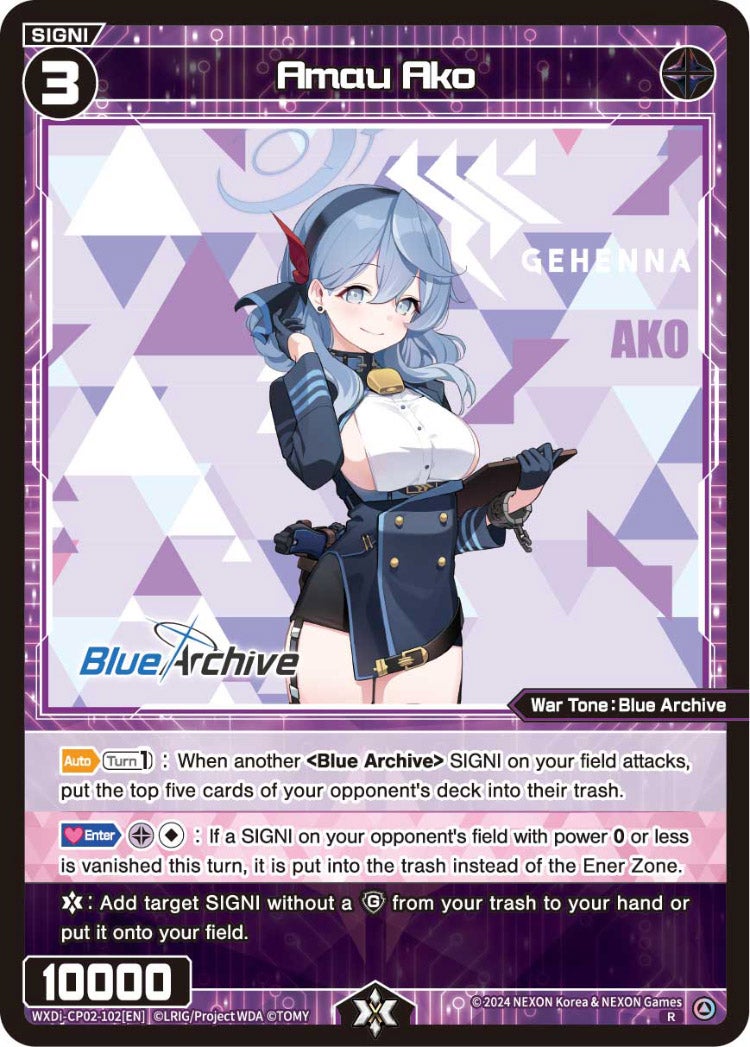 SIGNI
3
Amau Ako
GEHENNA
AKO
Blue Archive
War Tone:Blue Archive
Auto Turn 1 : When another <Blue Archive> SIGNI on your field attacks,
put the top five cards of your opponent's deck into their trash.
Enter : If a SIGNI on your opponent's field with power 0 or less
is vanished this turn, it is put into the trash instead of the Ener Zone.
: Add target SIGNI without a G from your trash to your hand or
put it onto your field.
10000
WXDi-CP02-102[EN] ©LRIG/Project WDA ©TOMY
©2024 NEXON Korea & NEXON Games
R